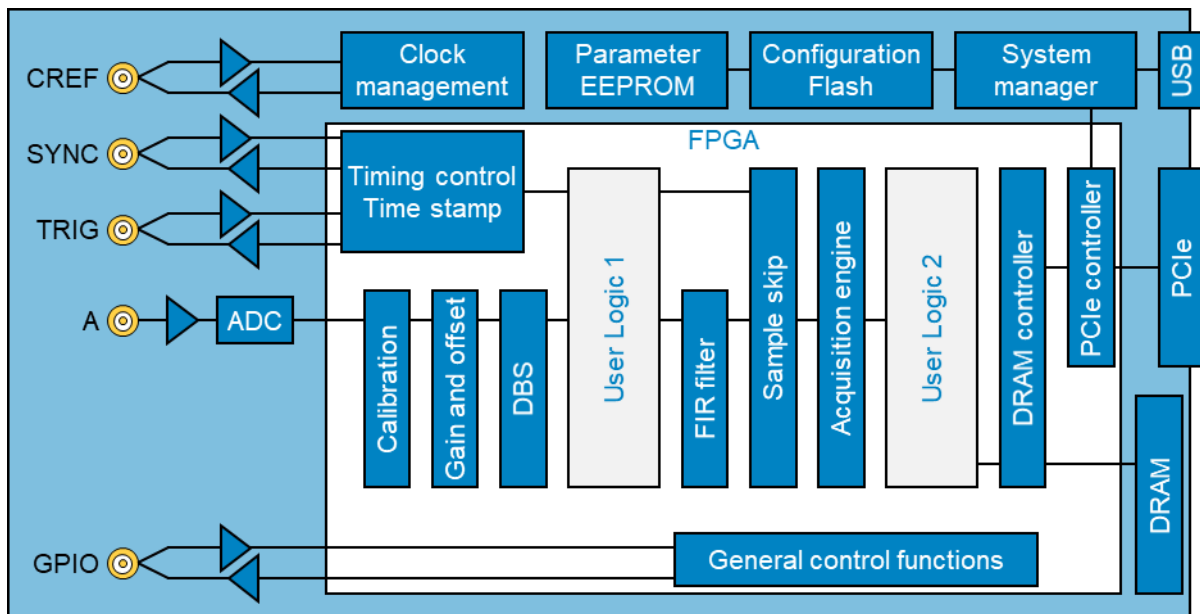 CREF
Clock
management
Parameter
EEPROM
Configuration
Flash
System
manager
USB
SYNC
TRIG
FPGA
Timing control
Time stamp
A
ADC
Calibration
Gain and offset
DBS
User Logic 1
FIR filter
Sample skip
Acquisition engine
User Logic 2
DRAM controller
PCIe controller
PCIe
DRAM
GPIO
General control functions